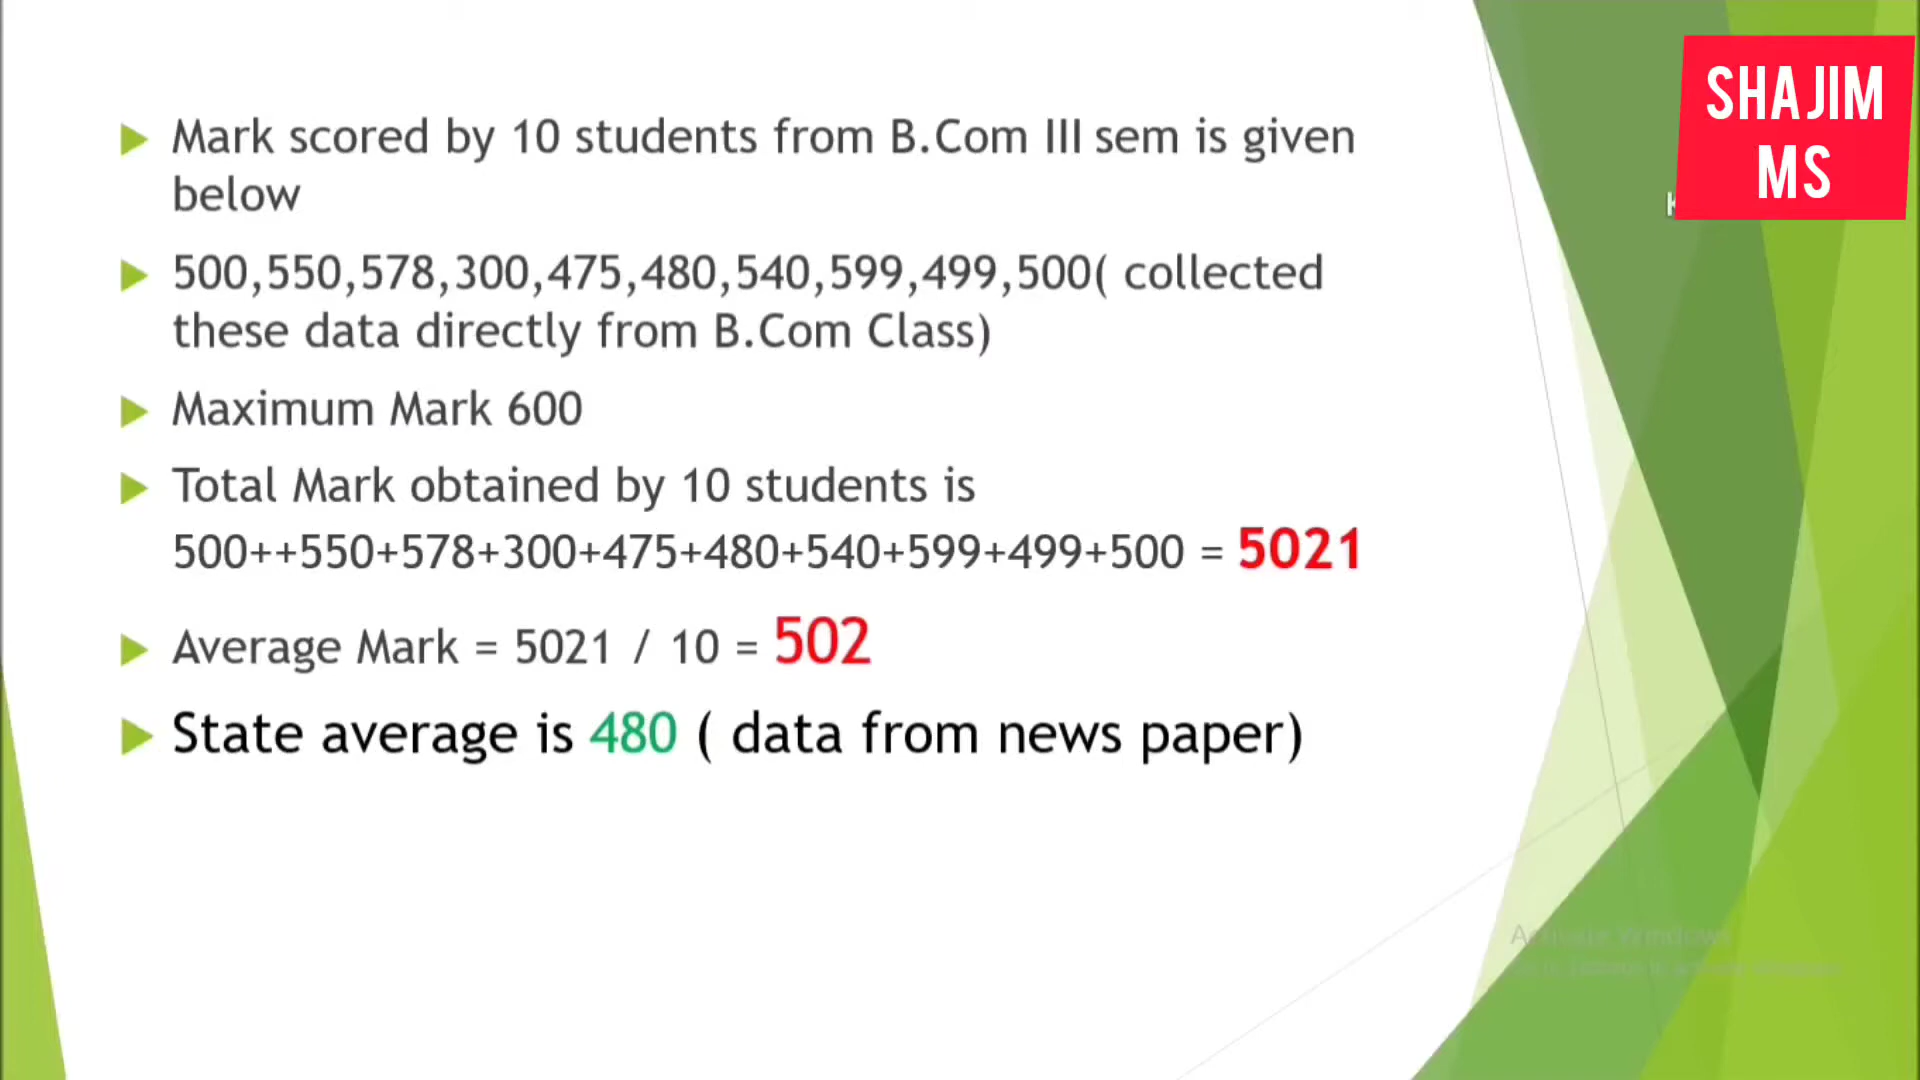 SHAJIM
MS
Mark scored by 10 students from B.Com III sem is given
below
500,550,578,300,475,480,540,599,499,500( collected
these data directly from B.Com Class)
Maximum Mark 600
Total Mark obtained by 10 students is
500++550+578+300+475+480+540+599+499+500 = 5021
Average Mark = 5021 / 10 = 502
State average is 480 ( data from news paper)
Activate Windows